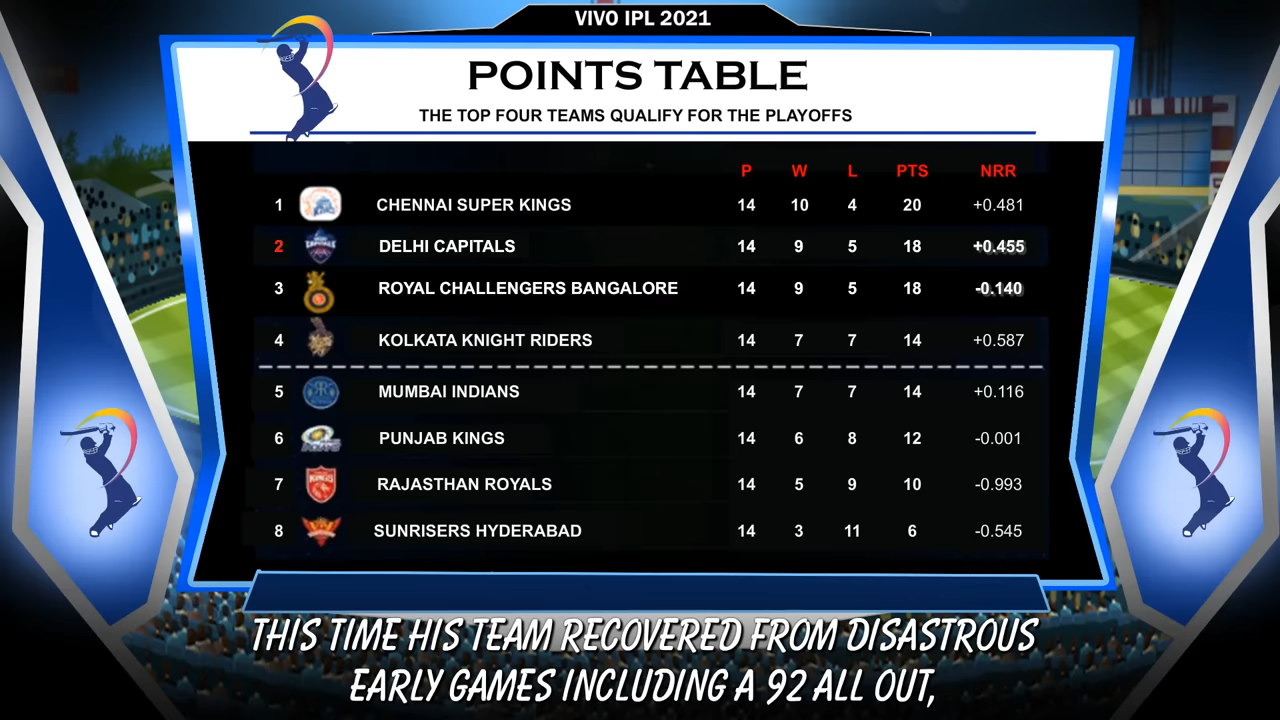 VIVO IPL 2021
POINTS TABLE
THE TOP FOUR TEAMS QUALIFY FOR THE PLAYOFFS
P W L PTS NRR
1 CHENNAI SUPER KINGS 14 10 4 20 +0.481
2 DELHI CAPITALS 14 9 5 18 +0.455
3 ROYAL CHALLENGERS BANGALORE 14 9 5 18 -0.140
4 KOLKATA KNIGHT RIDERS 14 7 7 14 +0.587
5 MUMBAI INDIANS 14 7 7 14 +0.116
6 PUNJAB KINGS 14 6 8 12 -0.001
7 RAJASTHAN ROYALS 14 5 9 10 -0.993
8 SUNRISERS HYDERABAD 14 3 11 6 -0.545
THIS TIME HIS TEAM RECOVERED FROM DISASTROUS
EARLY GAMES INCLUDING A 92 ALL OUT,